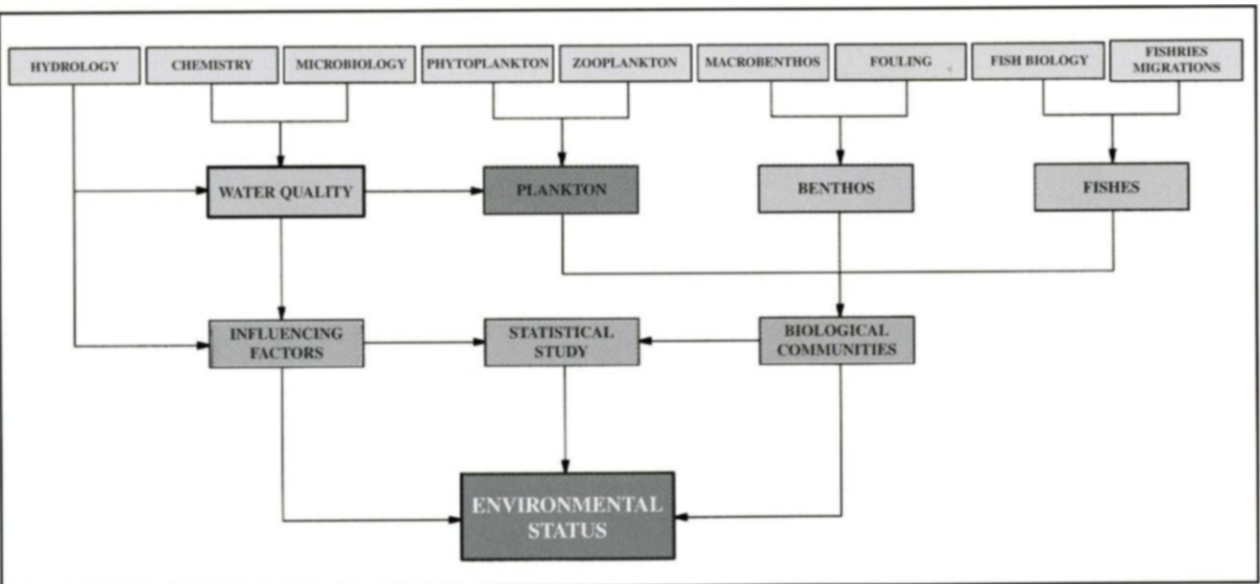 HYDROLOGY
CHEMISTRY
MICROBIOLOGY
PHYTOPLANKTON
ZOOPLANKTON
MACROBENTHOS
FOULING
FISH BIOLOGY
FISHRIES
MIGRATIONS
WATER QUALITY
PLANKTON
BENTHOS
FISHES
INFLUENCING
FACTORS
STATISTICAL
STUDY
BIOLOGICAL
COMMUNITIES
ENVIRONMENTAL
STATUS